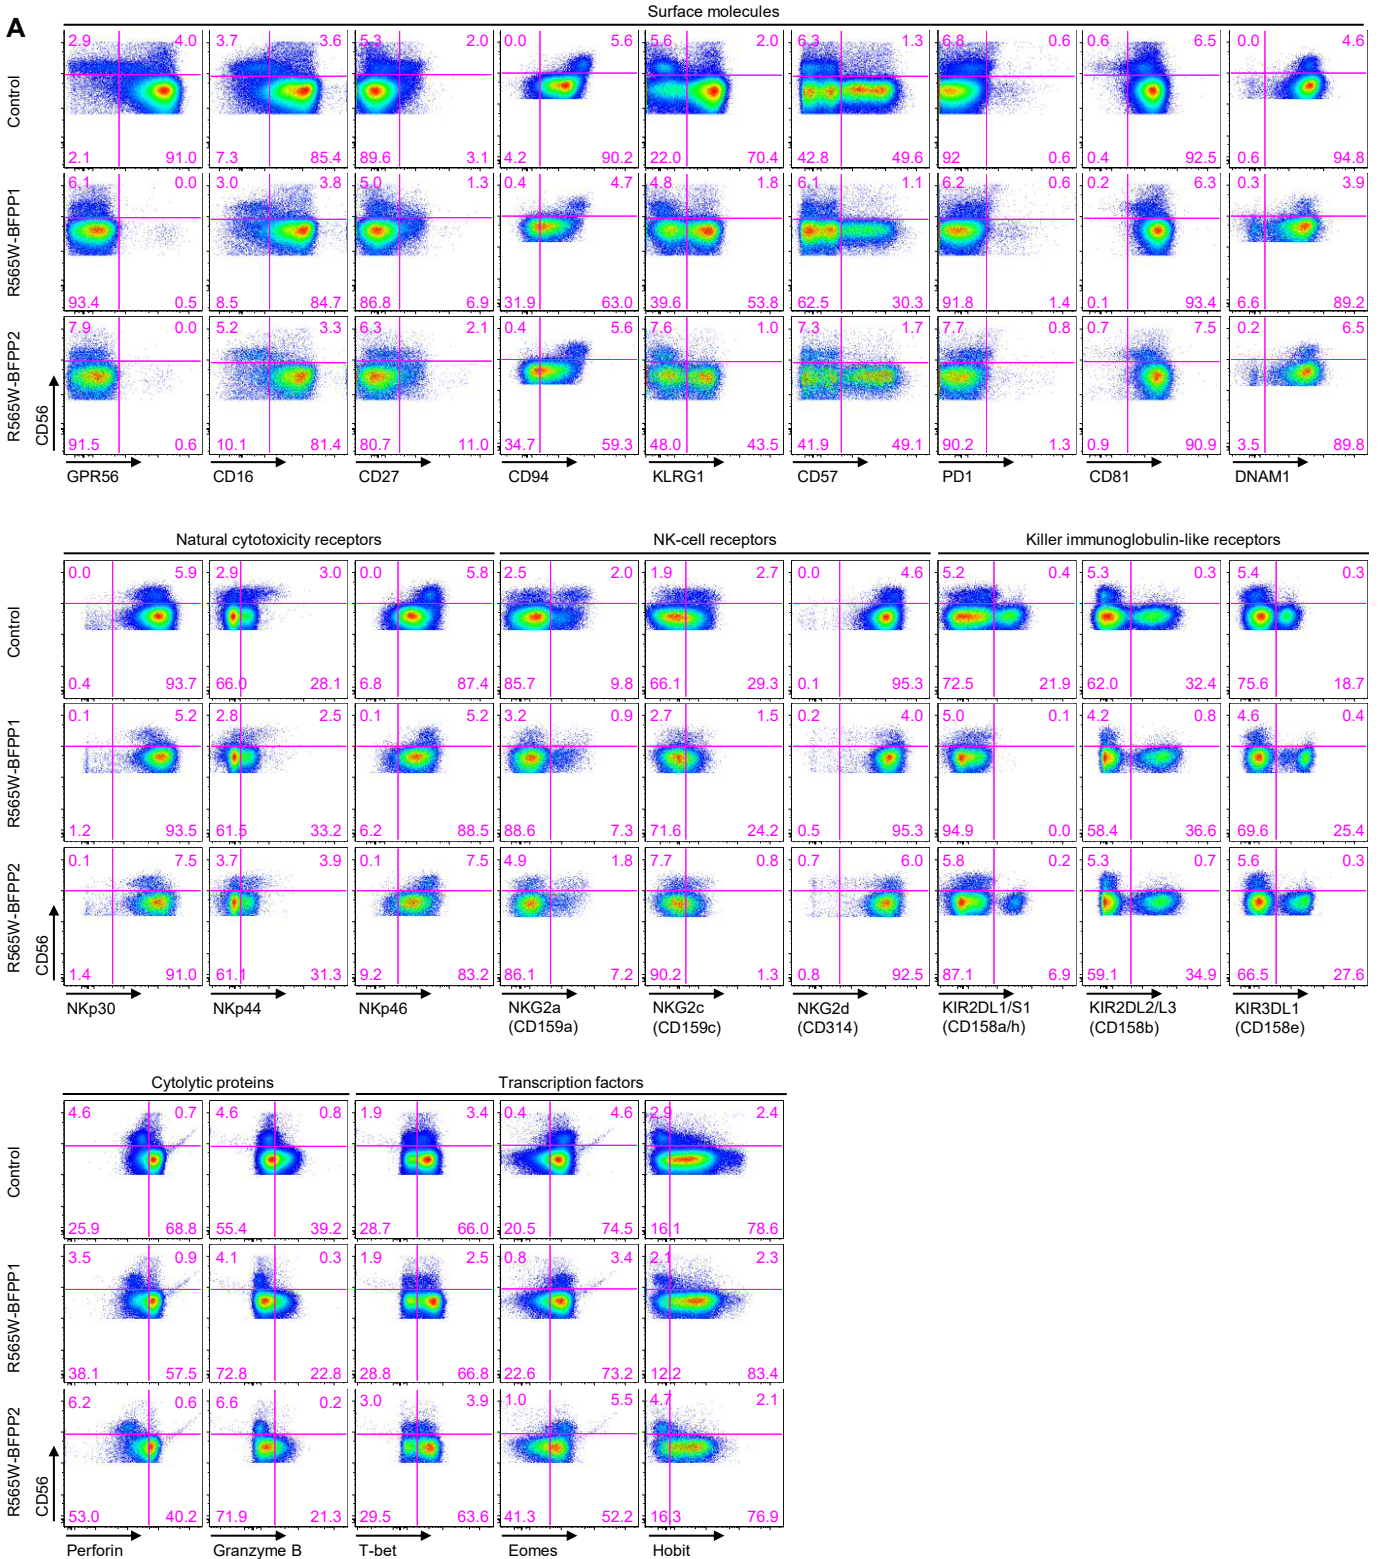 A
Surface molecules
Control
2.9 4.0 3.7 3.6 5.3 2.0 0.0 5.6 5.6 2.0 6.3 1.3 6.8 0.6 0.6 6.5 0.0 4.6
2.1 91.0 7.3 85.4 89.6 3.1 4.2 90.2 22.0 70.4 42.8 49.6 92 0.6 0.4 92.5 0.6 94.8
R565W-BFPP1
6.1 0.0 3.0 3.8 5.0 1.3 0.4 4.7 4.8 1.8 6.1 1.1 6.2 0.6 0.2 6.3 0.3 3.9
93.4 0.5 8.5 84.7 86.8 6.9 31.9 63.0 39.6 53.8 62.5 30.3 91.8 1.4 0.1 93.4 6.6 89.2
R565W-BFPP2
CD56
7.9 0.0 5.2 3.3 6.3 2.1 0.4 5.6 7.6 1.0 7.3 1.7 7.7 0.8 0.7 7.5 0.2 6.5
91.5 0.6 10.1 81.4 80.7 11.0 34.7 59.3 48.0 43.5 41.9 49.1 90.2 1.3 0.9 90.9 3.5 89.8
GPR56 CD16 CD27 CD94 KLRG1 CD57 PD1 CD81 DNAM1
Natural cytotoxicity receptors NK-cell receptors Killer immunoglobulin-like receptors
Control
0.0 5.9 2.9 3.0 0.0 5.8 2.5 2.0 1.9 2.7 0.0 4.6 5.2 0.4 5.3 0.3 5.4 0.3
0.4 93.7 66.0 28.1 6.8 87.4 85.7 9.8 66.1 29.3 0.1 95.3 72.5 21.9 62.0 32.4 75.6 18.7
R565W-BFPP1
0.1 5.2 2.8 2.5 0.1 5.2 3.2 0.9 2.7 1.5 0.2 4.0 5.0 0.1 4.2 0.8 4.6 0.4
1.2 93.5 61.5 33.2 6.2 88.5 88.6 7.3 71.6 24.2 0.5 95.3 94.9 0.0 58.4 36.6 69.6 25.4
R565W-BFPP2
CD56
0.1 7.5 3.7 3.9 0.1 7.5 4.9 1.8 7.7 0.8 0.7 6.0 5.8 0.2 5.3 0.7 5.6 0.3
1.4 91.0 61.1 31.3 9.2 83.2 86.1 7.2 90.2 1.3 0.8 92.5 87.1 6.9 59.1 34.9 66.5 27.6
NKp30 NKp44 NKp46 NKG2a NKG2c NKG2d KIR2DL1/S1 KIR2DL2/L3 KIR3DL1
(CD159a) (CD159c) (CD314) (CD158a/h) (CD158b) (CD158e)
Cytolytic proteins Transcription factors
Control
4.6 0.7 4.6 0.8 1.9 3.4 0.4 4.6 2.9 2.4
25.9 68.8 55.4 39.2 28.7 66.0 20.5 74.5 16.1 78.6
R565W-BFPP1
3.5 0.9 4.1 0.3 1.9 2.5 0.8 3.4 2.1 2.3
38.1 57.5 72.8 22.8 28.8 66.8 22.6 73.2 12.2 83.4
R565W-BFPP2
CD56
6.2 0.6 6.6 0.2 3.0 3.9 1.0 5.5 4.7 2.1
53.0 40.2 71.9 21.3 29.5 63.6 41.3 52.2 16.3 76.9
Perforin Granzyme B T-bet Eomes Hobit